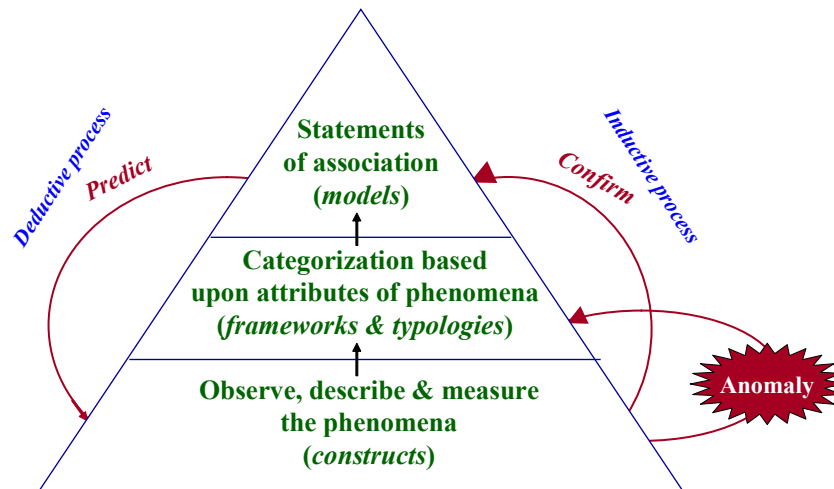 Deductive process
Predict
Statements
of association
(models)
Confirm
Inductive process
Categorization based
upon attributes of phenomena
(frameworks & typologies)
Anomaly
Observe, describe & measure
the phenomena
(constructs)